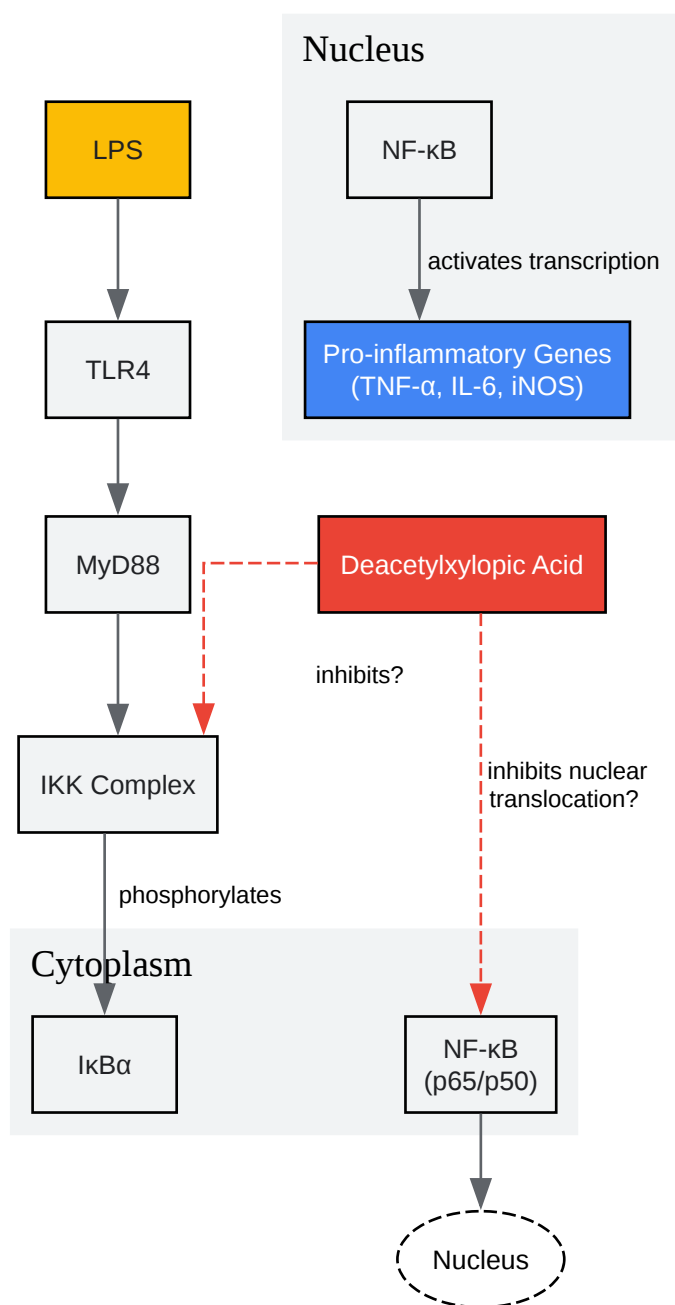 Nucleus
LPS
NF-κB
activates transcription
TLR4
Pro-inflammatory Genes
(TNF-α, IL-6, iNOS)
MyD88
Deacetylxylopic Acid
inhibits?
IKK Complex
inhibits nuclear
translocation?
phosphorylates
Cytoplasm
IκBα
NF-κB
(p65/p50)
Nucleus